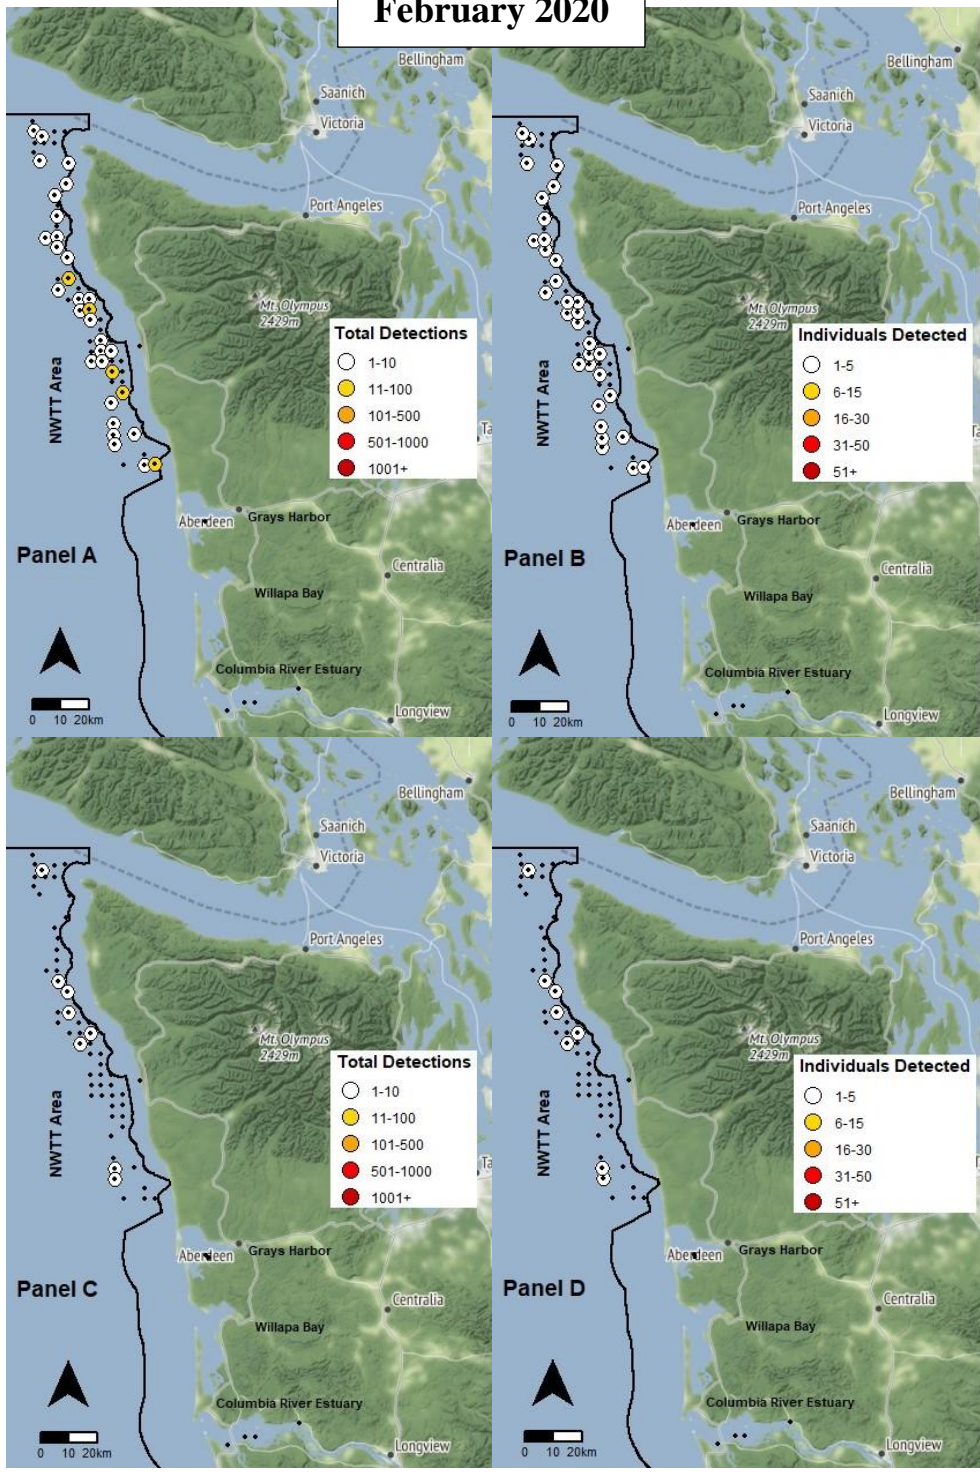 February 2020
Bellingham
Saanich
Victoria
Port Angeles
Mt. Olympus
2429m
Total Detections
1-10
11-100
101-500
501-1000
1001+
NWTT Area
Ta
Aberdeen
Grays Harbor
Panel A
Centralia
Willapa Bay
Columbia River Estuary
Longview
0 10 20km
Bellingham
Saanich
Victoria
Port Angeles
Mt. Olympus
2429m
Individuals Detected
1-5
6-15
16-30
31-50
51+
NWTT Area
Ta
Aberdeen
Grays Harbor
Panel B
Centralia
Willapa Bay
Columbia River Estuary
Longview
0 10 20km
Bellingham
Saanich
Victoria
Port Angeles
Mt. Olympus
2429m
Total Detections
1-10
11-100
101-500
501-1000
1001+
NWTT Area
Ta
Aberdeen
Grays Harbor
Panel C
Centralia
Willapa Bay
Columbia River Estuary
Longview
0 10 20km
Bellingham
Saanich
Victoria
Port Angeles
Mt. Olympus
2429m
Individuals Detected
1-5
6-15
16-30
31-50
51+
NWTT Area
Ta
Aberdeen
Grays Harbor
Panel D
Centralia
Willapa Bay
Columbia River Estuary
Longview
0 10 20km